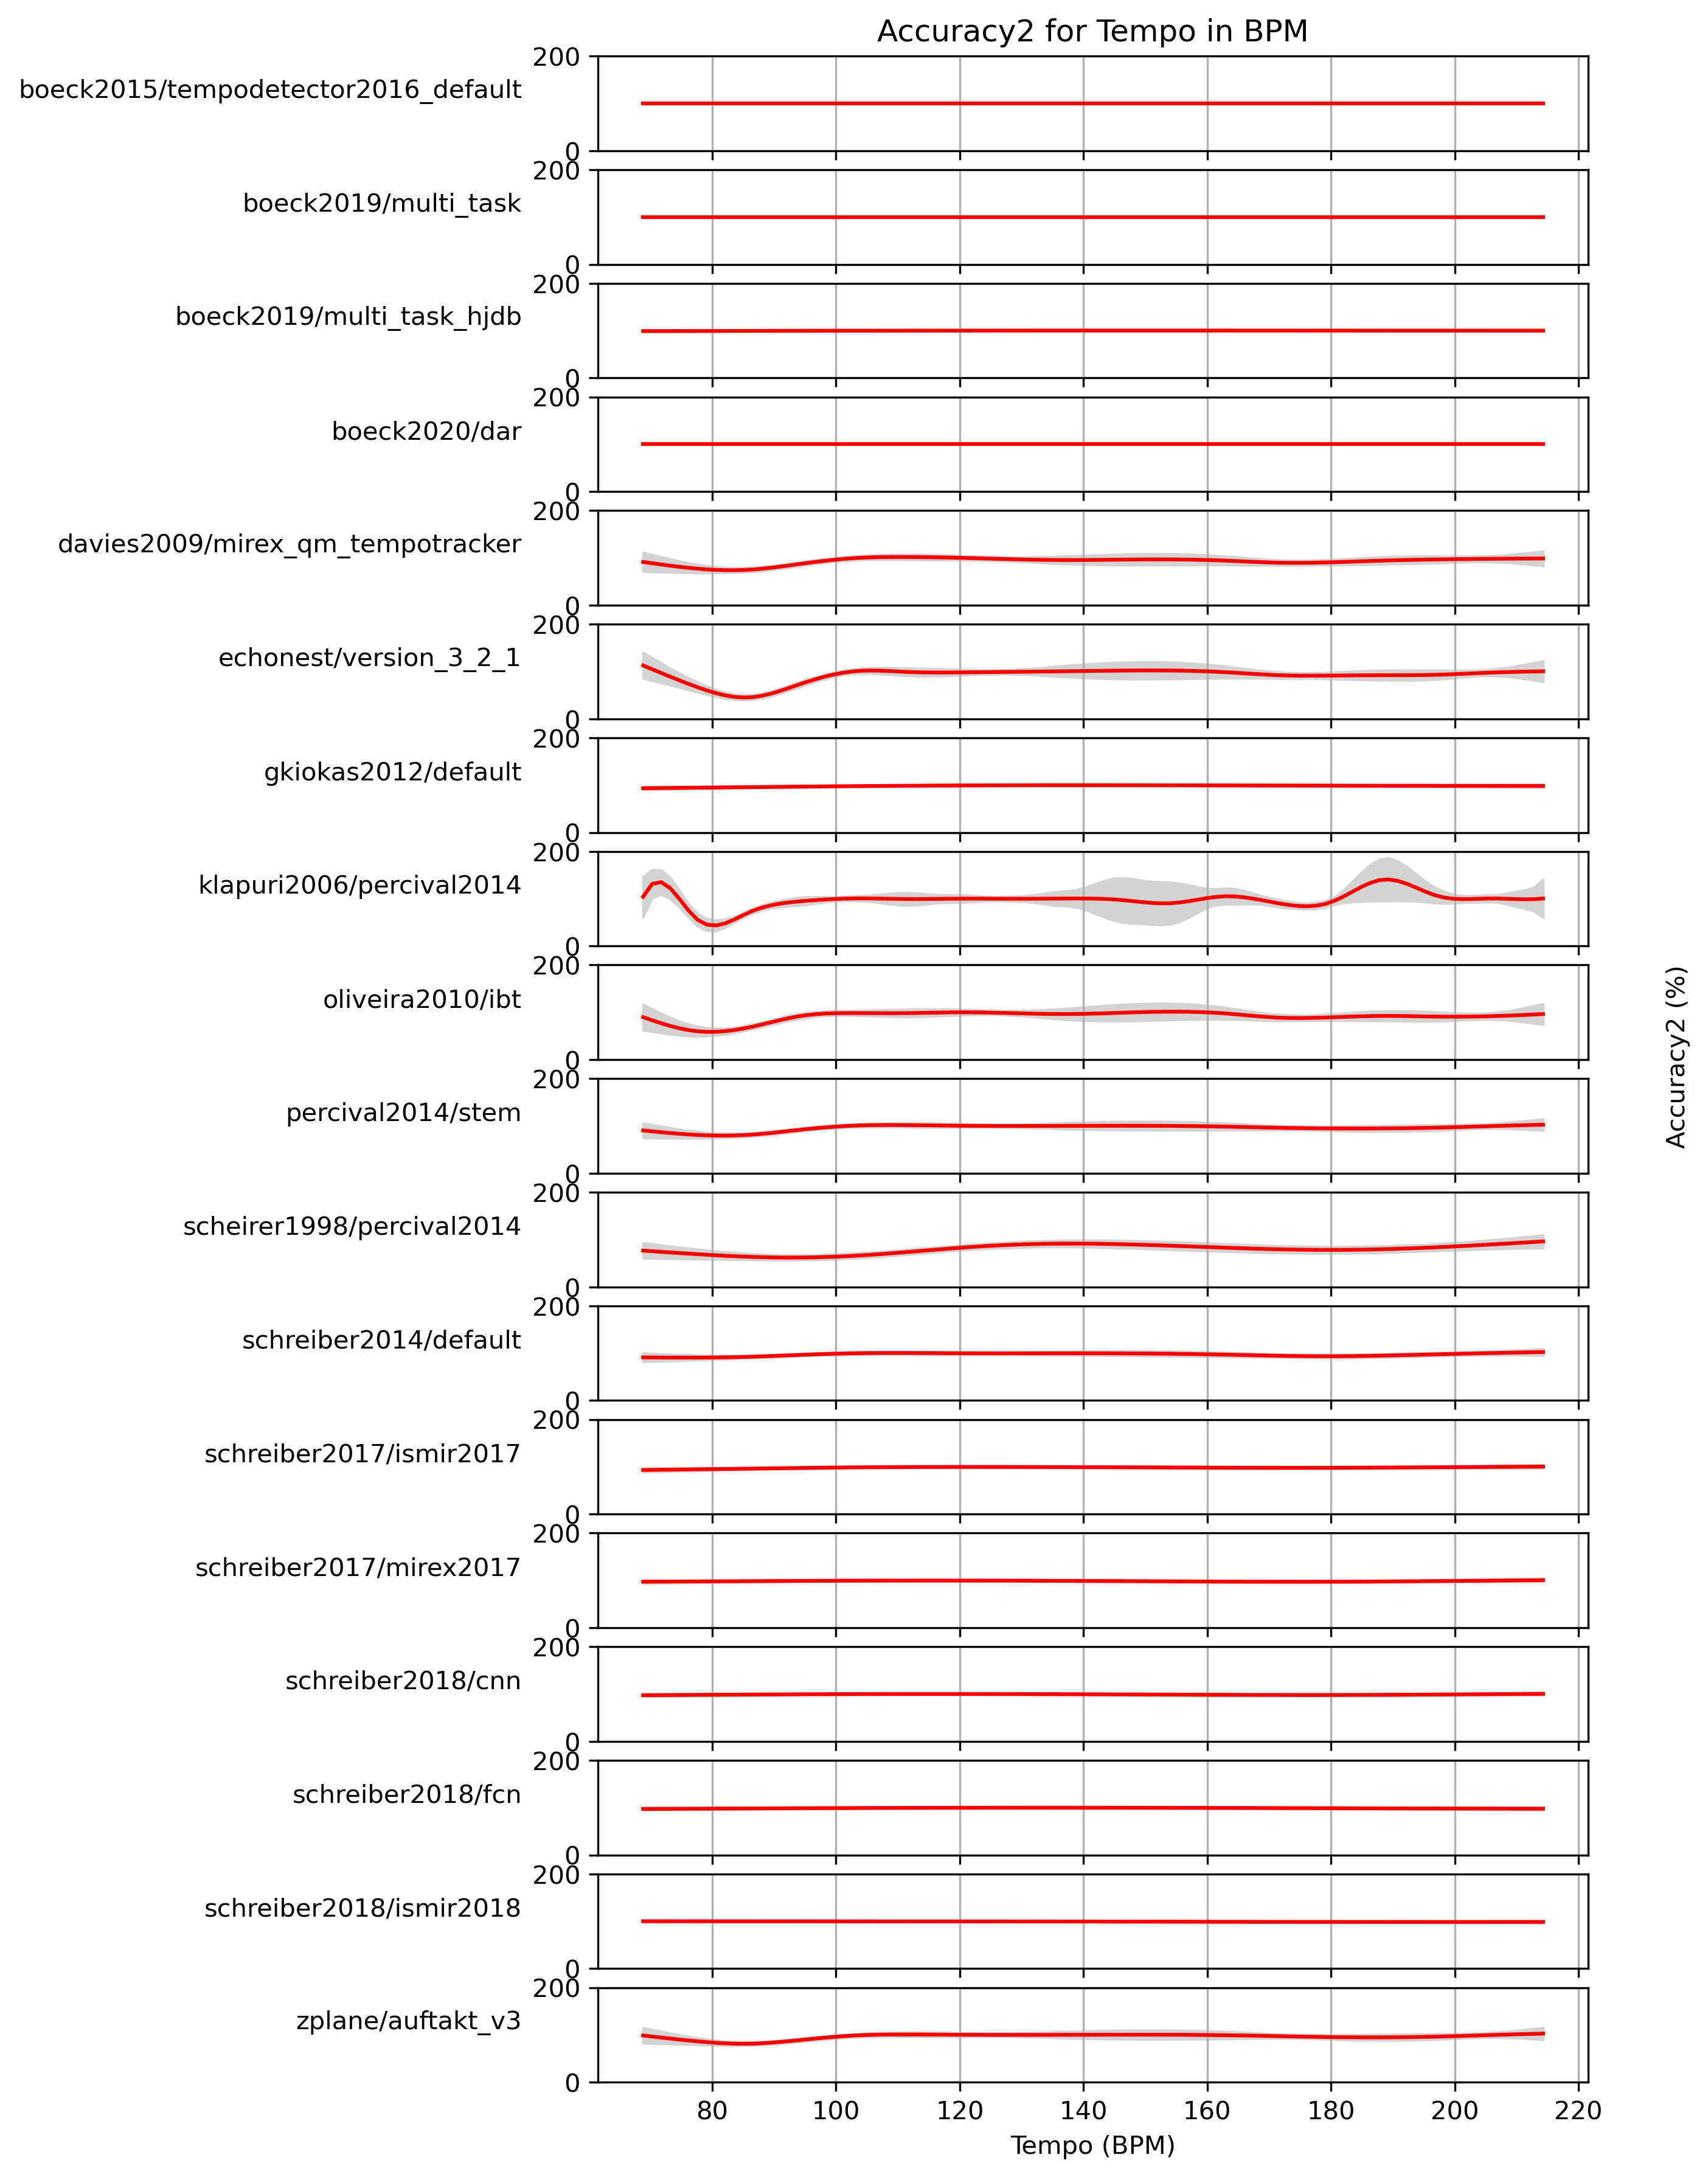 Accuracy2 for Tempo in BPM
200
boeck2015/tempodetector2016_default
0
200
boeck2019/multi_task
0
200
boeck2019/multi_task_hjdb
0
200
boeck2020/dar
0
200
davies2009/mirex_qm_tempotracker
0
200
echonest/version_3_2_1
0
200
gkiokas2012/default
0
200
klapuri2006/percival2014
0
200
oliveira2010/ibt
0
200
percival2014/stem
0
200
scheirer1998/percival2014
0
200
schreiber2014/default
0
200
schreiber2017/ismir2017
0
200
schreiber2017/mirex2017
0
200
schreiber2018/cnn
0
200
schreiber2018/fcn
0
200
schreiber2018/ismir2018
0
200
zplane/auftakt_v3
0
80 100 120 140 160 180 200 220
Tempo (BPM)
Accuracy2 (%)